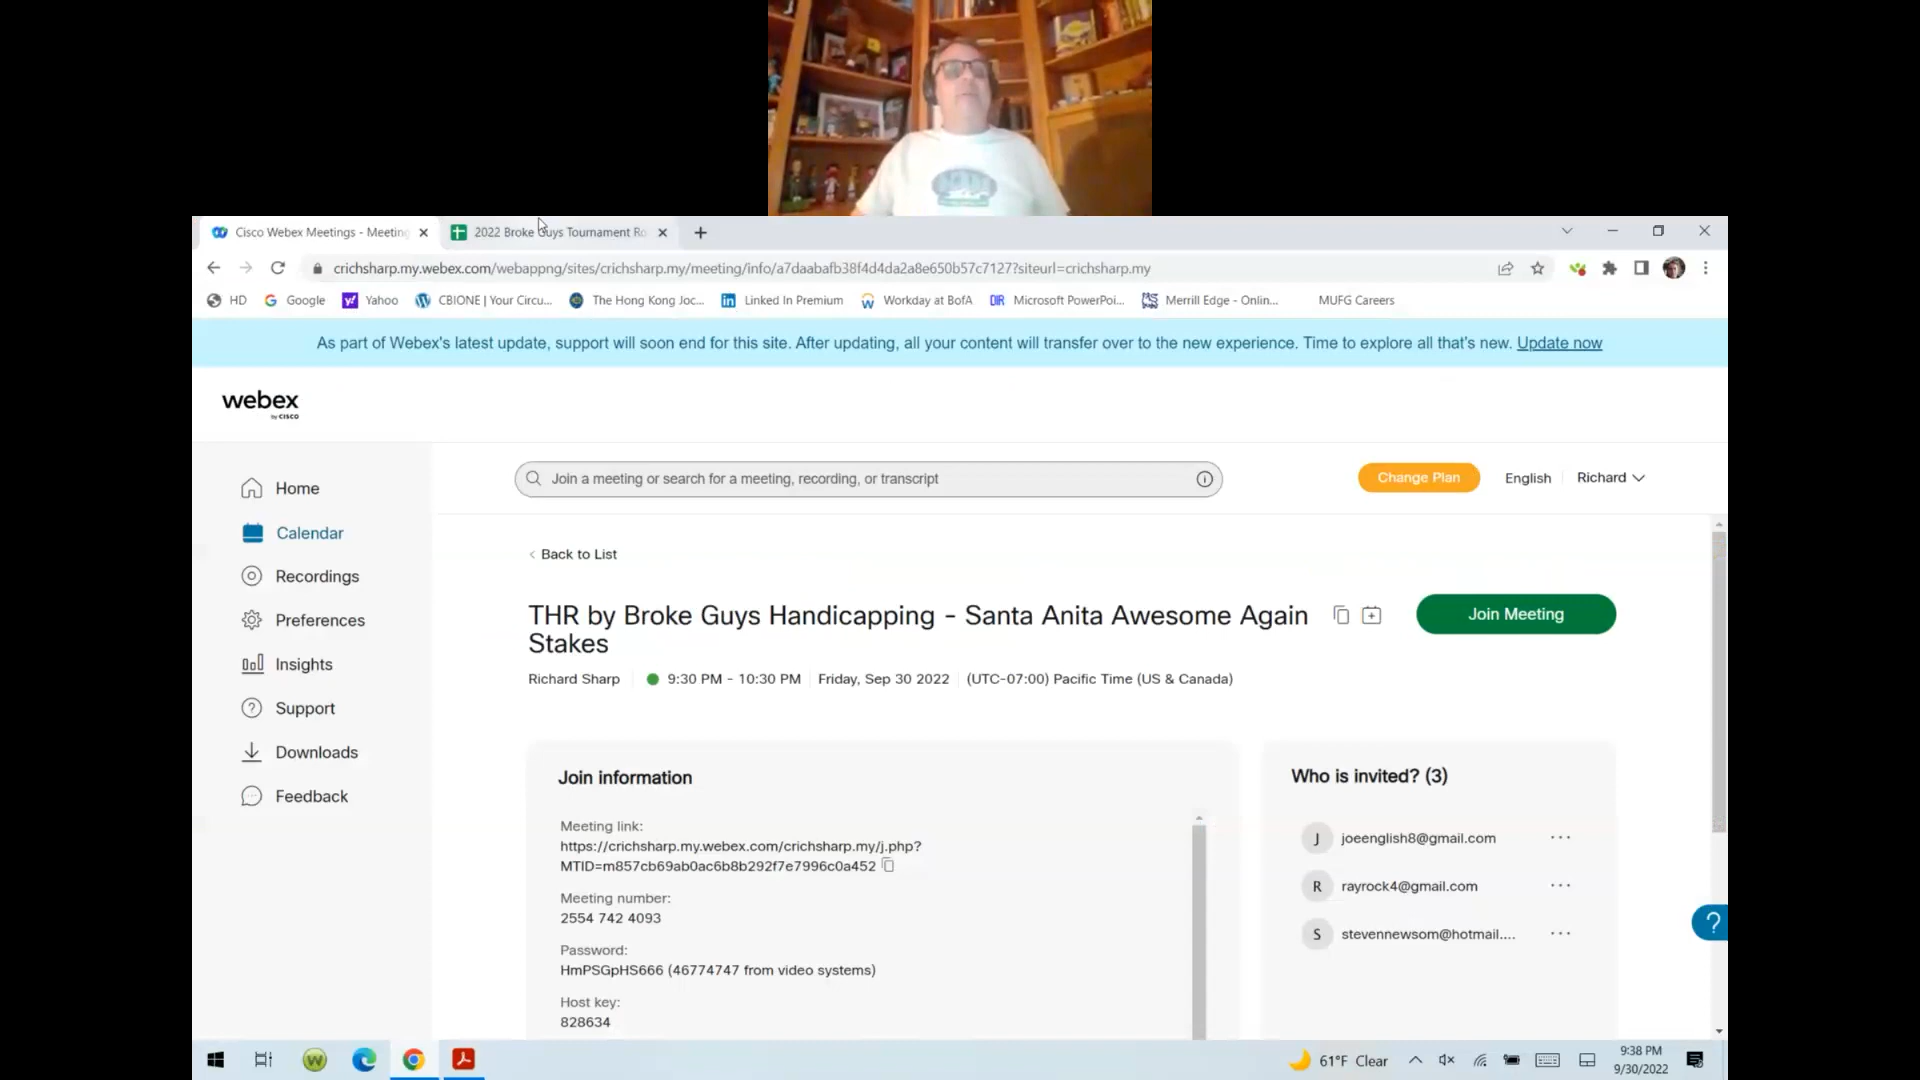 Cisco Webex Meetings - Meeting
2022 Broke Guys Tournament Ro
crichsharp.my.webex.com/webappng/sites/crichsharp.my/meeting/info/a7daabafb38f4d4da2a8e650b57c7127?siteurl=crichsharp.my
HD
Google
Yahoo
CBIONE | Your Circu...
The Hong Kong Joc...
Linked In Premium
Workday at BofA
Microsoft PowerPoi...
Merrill Edge - Onlin...
MUFG Careers
As part of Webex's latest update, support will soon end for this site. After updating, all your content will transfer over to the new experience. Time to explore all that's new. Update now
webex
by CISCO
Join a meeting or search for a meeting, recording, or transcript
Change Plan
English
Richard
Home
Calendar
Recordings
Preferences
Insights
Support
Downloads
Feedback
Back to List
THR by Broke Guys Handicapping - Santa Anita Awesome Again
Stakes
Join Meeting
Richard Sharp
9:30 PM - 10:30 PM
Friday, Sep 30 2022
(UTC-07:00) Pacific Time (US & Canada)
Join information
Meeting link:
https://crichsharp.my.webex.com/crichsharp.my/j.php?
MTID=m857cb69ab0ac6b8b292f7e7996c0a452
Meeting number:
2554 742 4093
Password:
HmPSGpHS666 (46774747 from video systems)
Host key:
828634
Who is invited? (3)
J joeenglish8@gmail.com
R rayrock4@gmail.com
S stevennewsom@hotmail....
61°F Clear
9:38 PM
9/30/2022